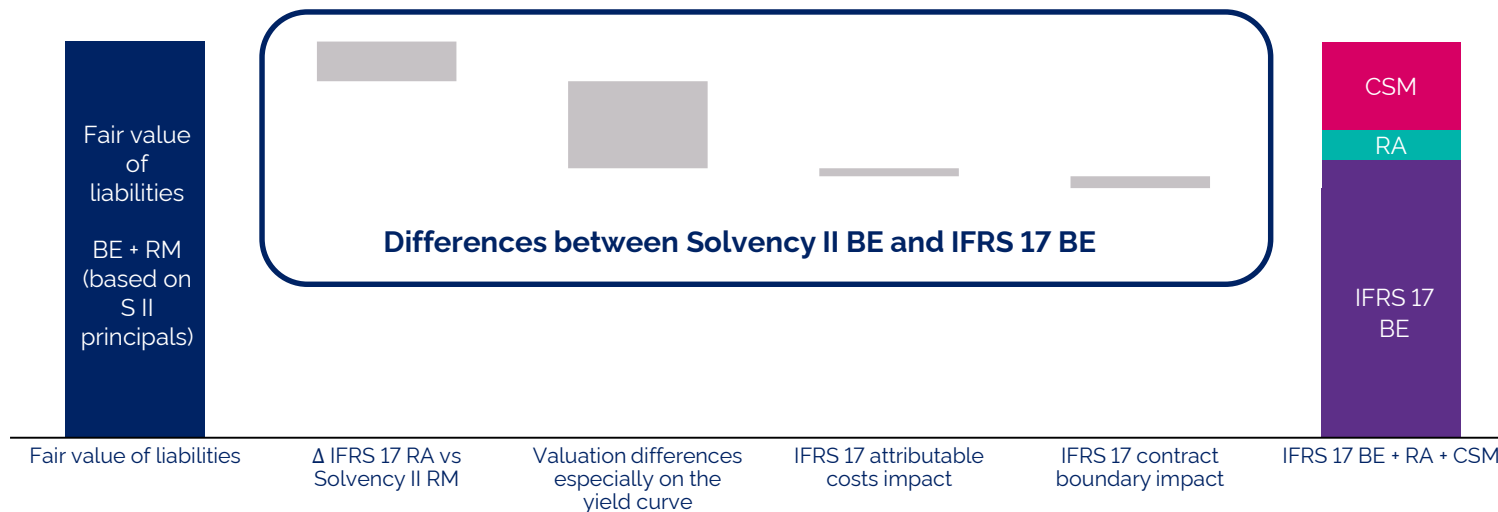 Fair value
of
liabilities
BE + RM
(based on
S II
principals)
Differences between Solvency II BE and IFRS 17 BE
CSM
RA
IFRS 17
BE
Fair value of liabilities
Δ IFRS 17 RA vs
Solvency II RM
Valuation differences
especially on the
yield curve
IFRS 17 attributable
costs impact
IFRS 17 contract
boundary impact
IFRS 17 BE + RA + CSM